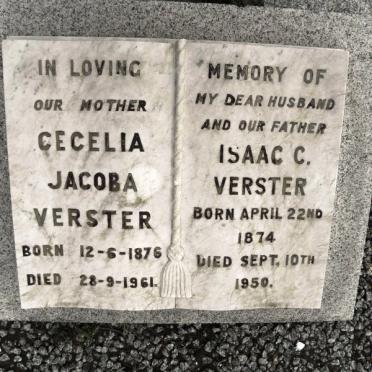 IN LOVING
OUR MOTHER
CECELIA
JACOBA
VERSTER
BORN 12-6-1876
DIED 28-9-1961.
MEMORY OF
MY DEAR HUSBAND
AND OUR FATHER
ISAAC C.
VERSTER
BORN APRIL 22ND
1874
DIED SEPT. 10TH
1950.